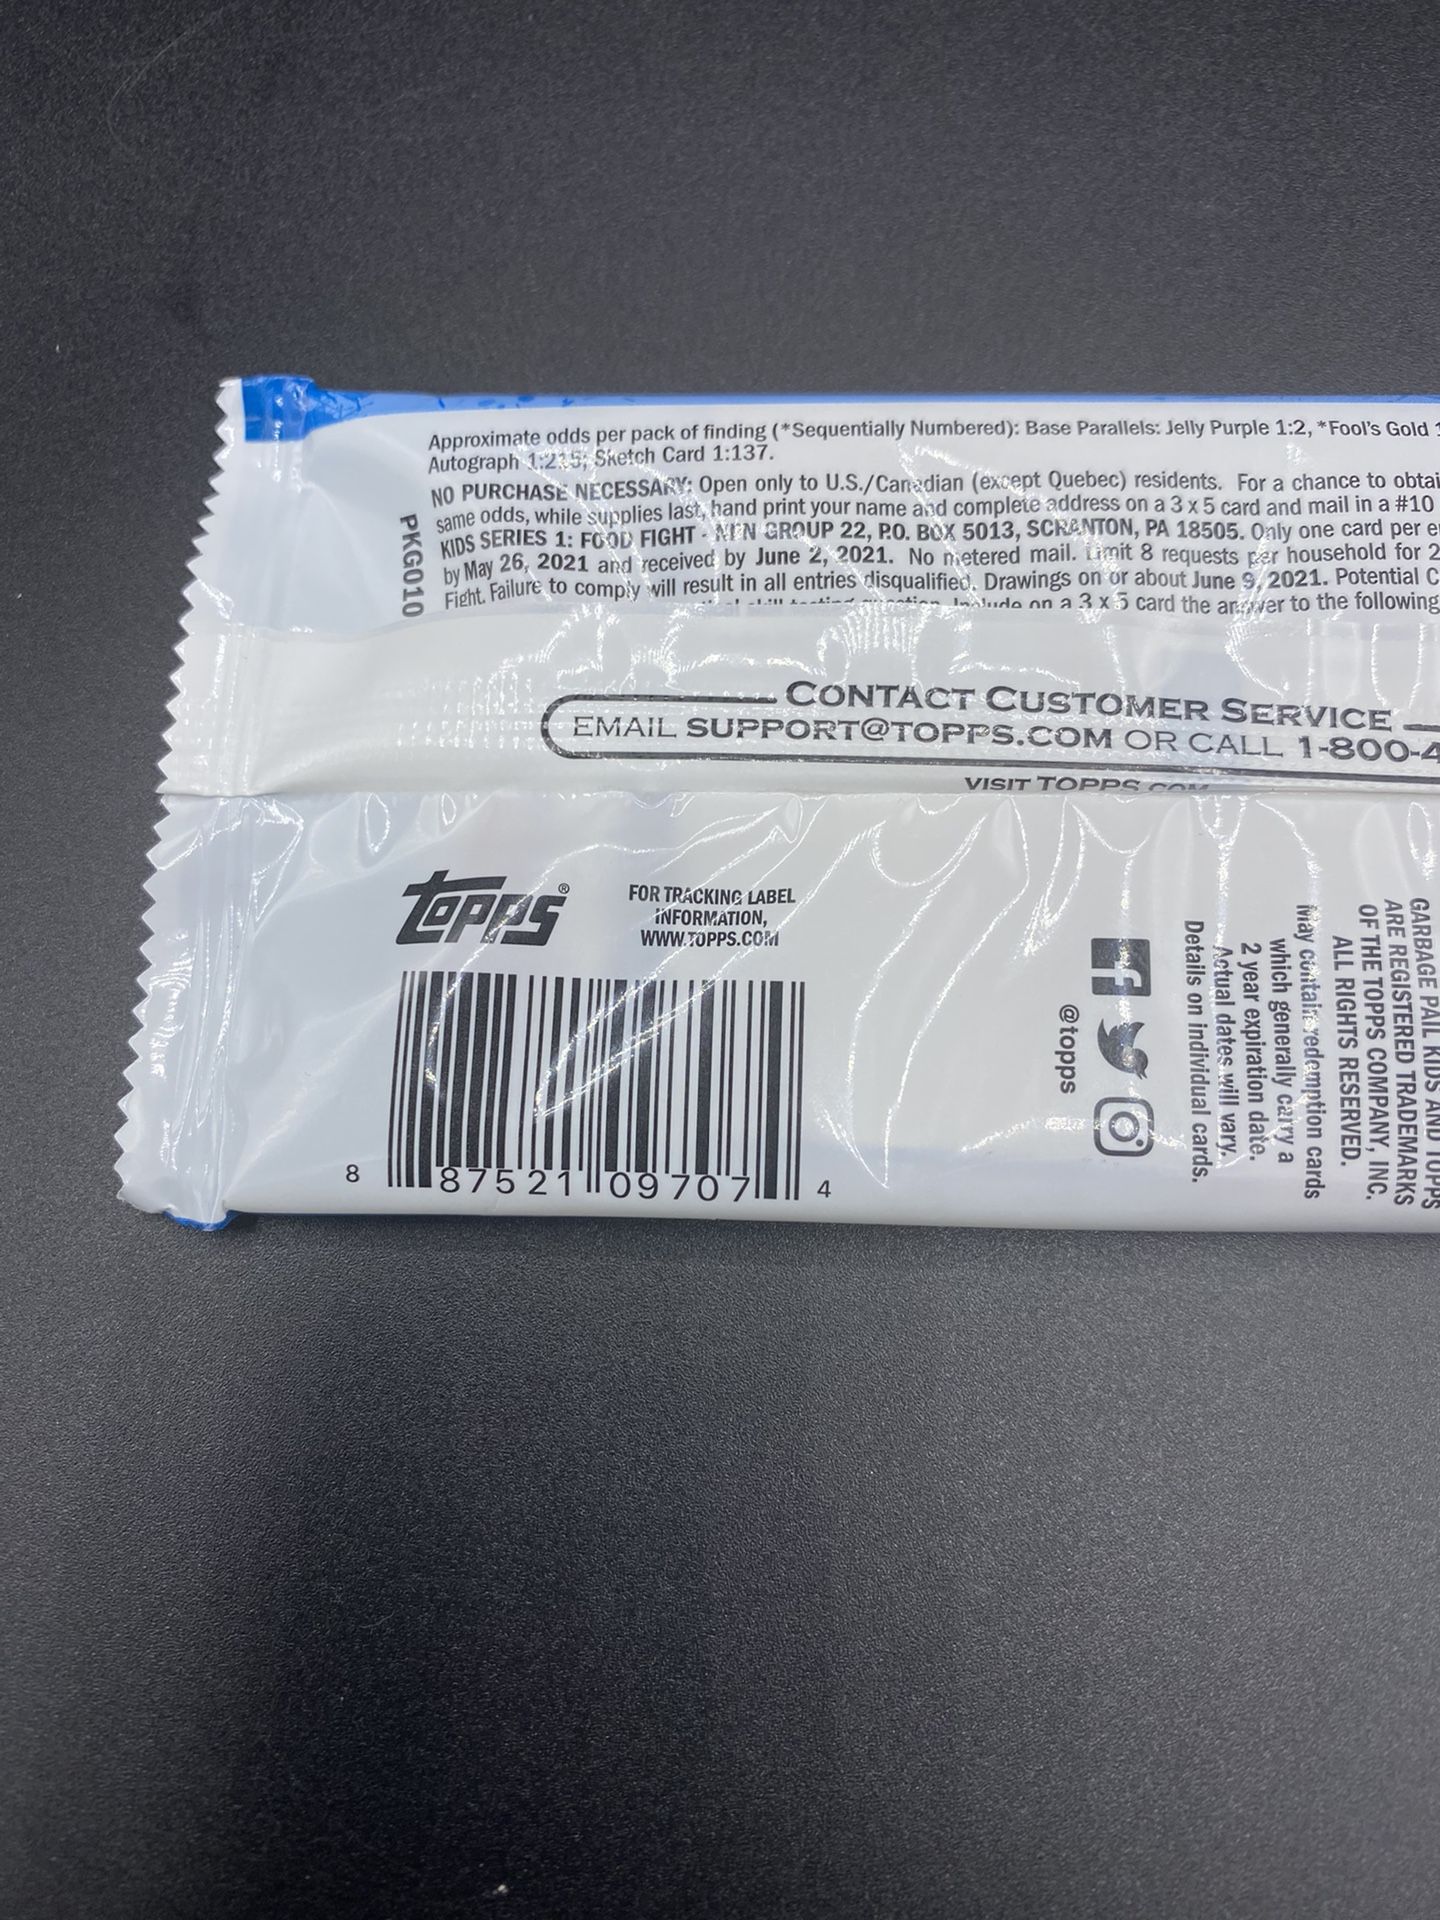 Approximate odds per pack of finding (*Sequentially Numbered): Base Parallels: Jelly Purple 1:2, *Fool's Gold
Autograph 1:215; Sketch Card 1:137.
NO PURCHASE NECESSARY: Open only to U.S./Canadian (except Quebec) residents. For a chance to obtai
same odds, while supplies last, hand print your name and complete address on a 3 x 5 card and mail in a #10
KIDS SERIES 1: FOOD FIGHT - NPN GROUP 22, P.O. BOX 5013, SCRANTON, PA 18505. Only one card per e
by May 26, 2021 and received by June 2, 2021. No metered mail. Limit 8 requests per household for 2
Fight. Failure to comply will result in all entries disqualified. Drawings on or about June 9, 2021. Potential C
skill testing question. Include on a 3 x 5 card the answer to the following
PKG010
CONTACT CUSTOMER SERVICE
EMAIL SUPPORT@TOPPS.COM OR CALL 1-800-4
VISIT TOPPS.COM
TOPPS®
FOR TRACKING LABEL
INFORMATION,
WWW.TOPPS.COM
8 87521 09707 4
@topps
GARBAGE PAIL KIDS AND TOPPS
ARE REGISTERED TRADEMARKS
OF THE TOPPS COMPANY, INC.
ALL RIGHTS RESERVED.
May contain redemption cards
which generally carry a
2 year expiration date.
Actual dates will vary.
Details on individual cards.